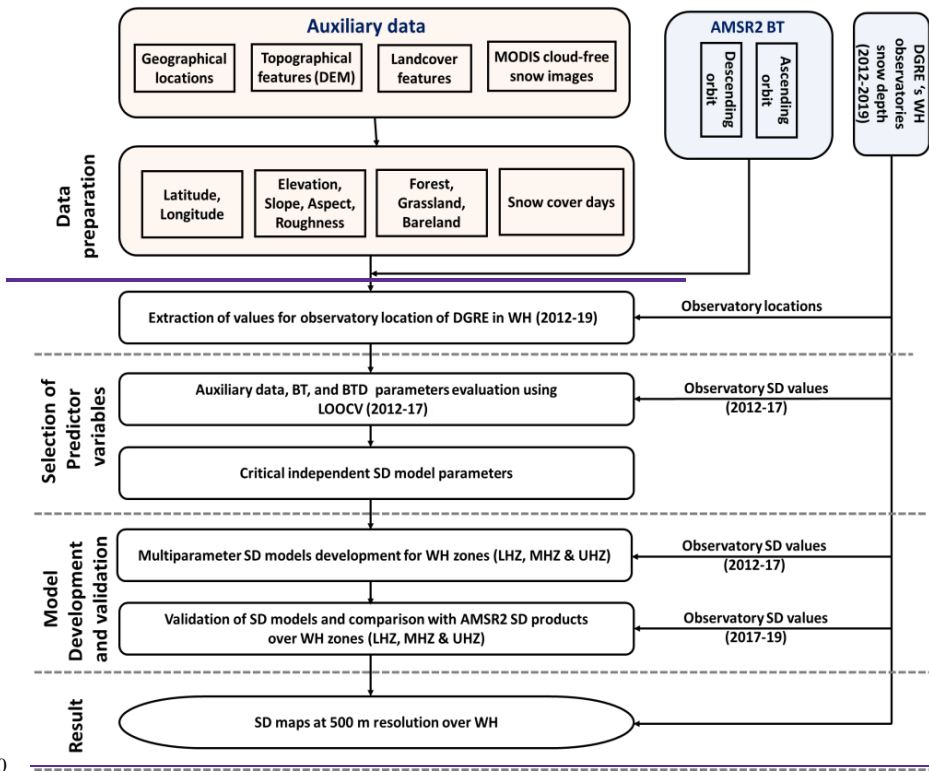 Auxiliary data
Geographical
locations
Topographical
features (DEM)
Landcover
features
MODIS cloud-free
snow images
AMSR2 BT
Descending
orbit
Ascending
orbit
DGRE 's WH
observatories
snow depth
(2012-2019)
Data
preparation
Latitude,
Longitude
Elevation,
Slope, Aspect,
Roughness
Forest,
Grassland,
Bareland
Snow cover days
Extraction of values for observatory location of DGRE in WH (2012-19)
Observatory locations
Selection of
Predictor
variables
Auxiliary data, BT, and BTD parameters evaluation using
LOOCV (2012-17)
Observatory SD values
(2012-17)
Critical independent SD model parameters
Model
Development
and validation
Multiparameter SD models development for WH zones (LHZ, MHZ & UHZ)
Observatory SD values
(2012-17)
Validation of SD models and comparison with AMSR2 SD products
over WH zones (LHZ, MHZ & UHZ)
Observatory SD values
(2017-19)
Result
SD maps at 500 m resolution over WH